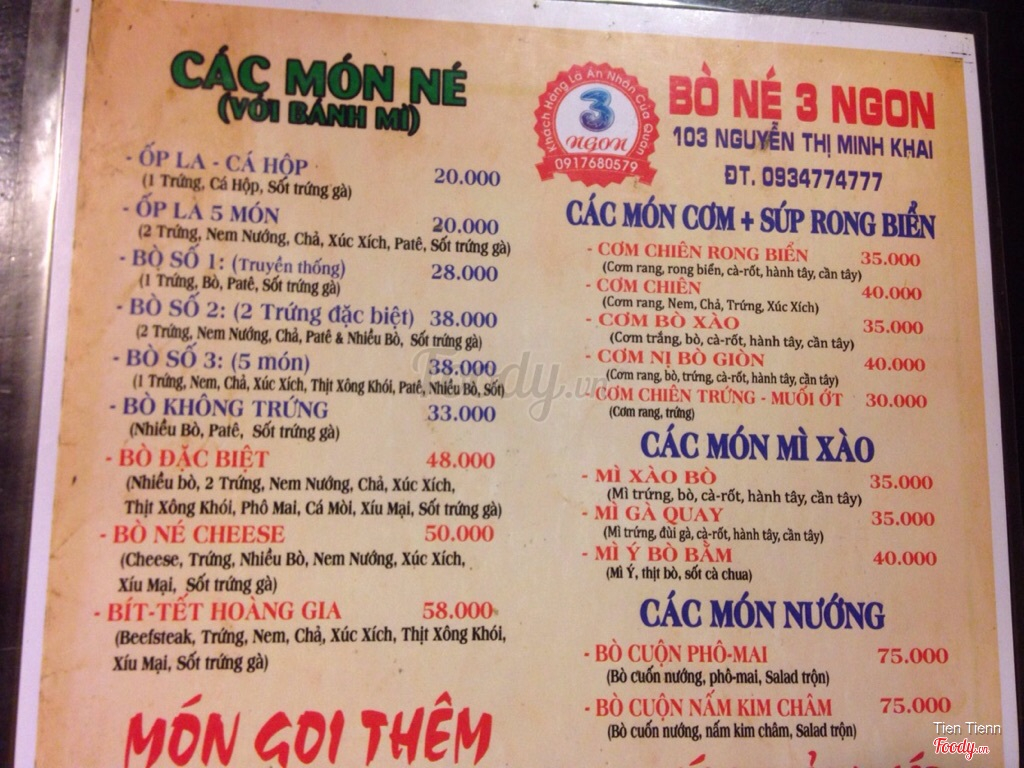 CÁC MÓN NÉ
(VỚI BÁNH MÌ)
- ỐP LA - CÁ HỘP 20.000
(1 Trứng, Cá Hộp, Sốt trứng gà)
- ỐP LA 5 MÓN 20.000
(2 Trứng, Nem Nướng, Chả, Xúc Xích, Patê, Sốt trứng gà)
- BÒ SỐ 1: (Truyền thống) 28.000
(1 Trứng, Bò, Patê, Sốt trứng gà)
- BÒ SỐ 2: (2 Trứng đặc biệt) 38.000
(2 Trứng, Nem Nướng, Chả, Patê & Nhiều Bò, Sốt trứng gà)
- BÒ SỐ 3: (5 món) 38.000
(1 Trứng, Nem, Chả, Xúc Xích, Thịt Xông Khói, Patê, Nhiều Bò, Sốt)
- BÒ KHÔNG TRỨNG 33.000
(Nhiều Bò, Patê, Sốt trứng gà)
- BÒ ĐẶC BIỆT 48.000
(Nhiều bò, 2 Trứng, Nem Nướng, Chả, Xúc Xích,
Thịt Xông Khói, Phô Mai, Cá Mòi, Xíu Mại, Sốt trứng gà)
- BÒ NÉ CHEESE 50.000
(Cheese, Trứng, Nhiều Bò, Nem Nướng, Xúc Xích,
Xíu Mại, Sốt trứng gà)
- BÍT-TẾT HOÀNG GIA 58.000
(Beefsteak, Trứng, Nem, Chả, Xúc Xích, Thịt Xông Khói,
Xíu Mại, Sốt trứng gà)
MÓN GỌI THÊM
Khách Hàng Là Ân Nhân Của Quán
3
NGON
0917680579
BÒ NÉ 3 NGON
103 NGUYỄN THỊ MINH KHAI
ĐT. 0934774777
CÁC MÓN CƠM + SÚP RONG BIỂN
- CƠM CHIÊN RONG BIỂN 35.000
(Cơm rang, rong biển, cà-rốt, hành tây, cần tây)
- CƠM CHIÊN 40.000
(Cơm rang, Nem, Chả, Trứng, Xúc Xích)
- CƠM BÒ XÀO 35.000
(Cơm trắng, bò, cà-rốt, hành tây, cần tây)
- CƠM NỊ BÒ GIÒN 40.000
(Cơm rang, bò, trứng, cà-rốt, hành tây, cần tây)
- CƠM CHIÊN TRỨNG - MUỐI ỚT 30.000
(Cơm rang, trứng)
CÁC MÓN MÌ XÀO
- MÌ XÀO BÒ 35.000
(Mì trứng, bò, cà-rốt, hành tây, cần tây)
- MÌ GÀ QUAY 35.000
(Mì trứng, đùi gà, cà-rốt, hành tây, cần tây)
- MÌ Ý BÒ BẰM 40.000
(Mì Ý, thịt bò, sốt cà chua)
CÁC MÓN NƯỚNG
- BÒ CUỘN PHÔ-MAI 75.000
(Bò cuốn nướng, phô-mai, Salad trộn)
- BÒ CUỘN NẤM KIM CHÂM 75.000
(Bò cuốn nướng, nấm kim châm, Salad trộn)
Foody.vn
Tien Tienn
Foody.vn